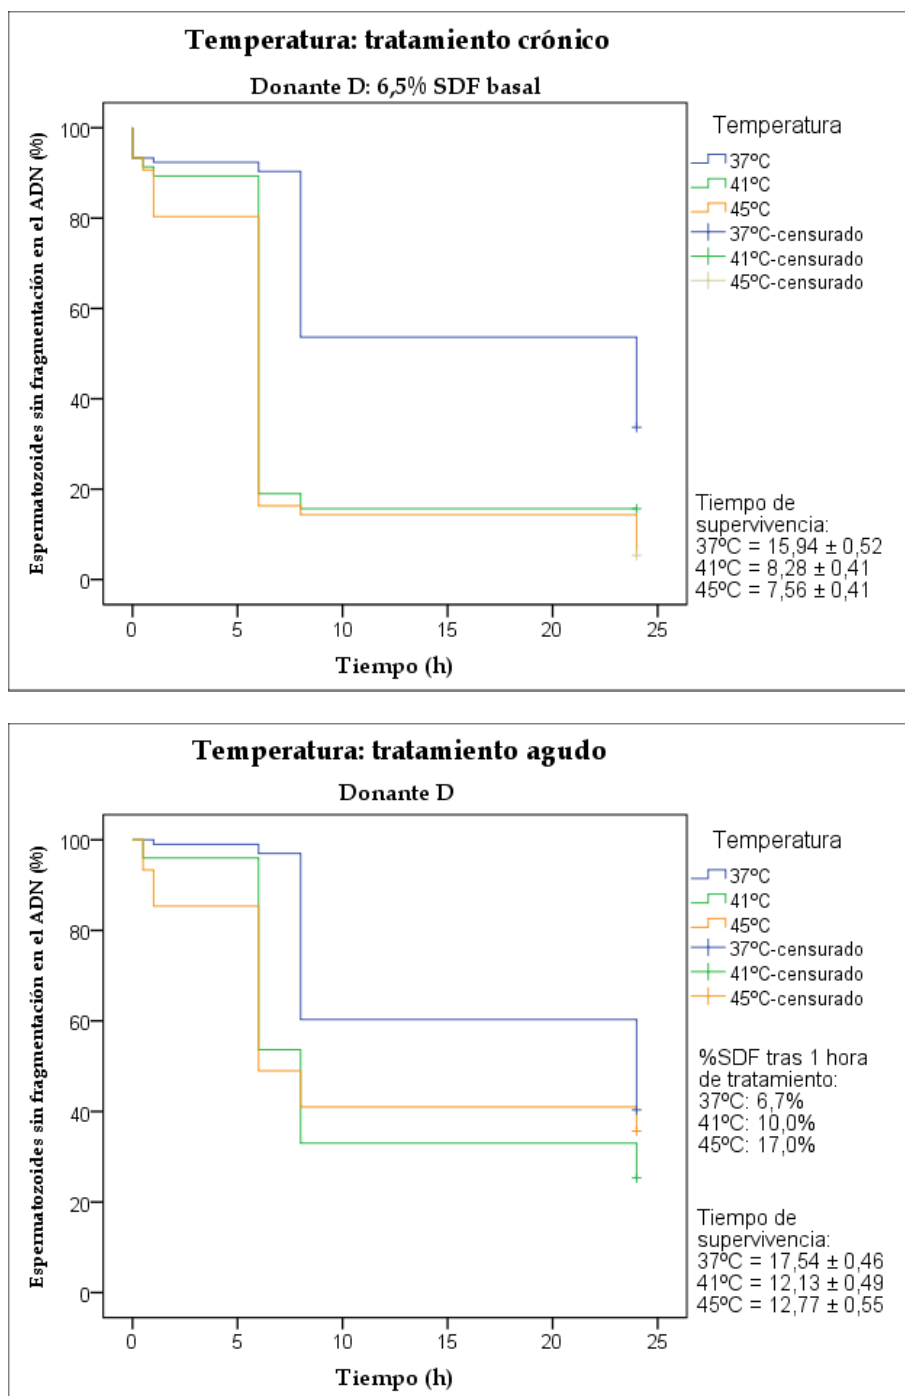 Temperatura: tratamiento crónico
Donante D: 6,5% SDF basal
Espermatozoides sin fragmentación en el ADN (%)
100
80
60
40
20
0
0 5 10 15 20 25
Tiempo (h)
Temperatura
37ºC
41ºC
45ºC
37ºC-censurado
41ºC-censurado
45ºC-censurado
Tiempo de
supervivencia:
37ºC = 15,94 ± 0,52
41ºC = 8,28 ± 0,41
45ºC = 7,56 ± 0,41
Temperatura: tratamiento agudo
Donante D
Espermatozoides sin fragmentación en el ADN (%)
100
80
60
40
20
0
0 5 10 15 20 25
Tiempo (h)
Temperatura
37ºC
41ºC
45ºC
37ºC-censurado
41ºC-censurado
45ºC-censurado
%SDF tras 1 hora
de tratamiento:
37ºC: 6,7%
41ºC: 10,0%
45ºC: 17,0%
Tiempo de
supervivencia:
37ºC = 17,54 ± 0,46
41ºC = 12,13 ± 0,49
45ºC = 12,77 ± 0,55